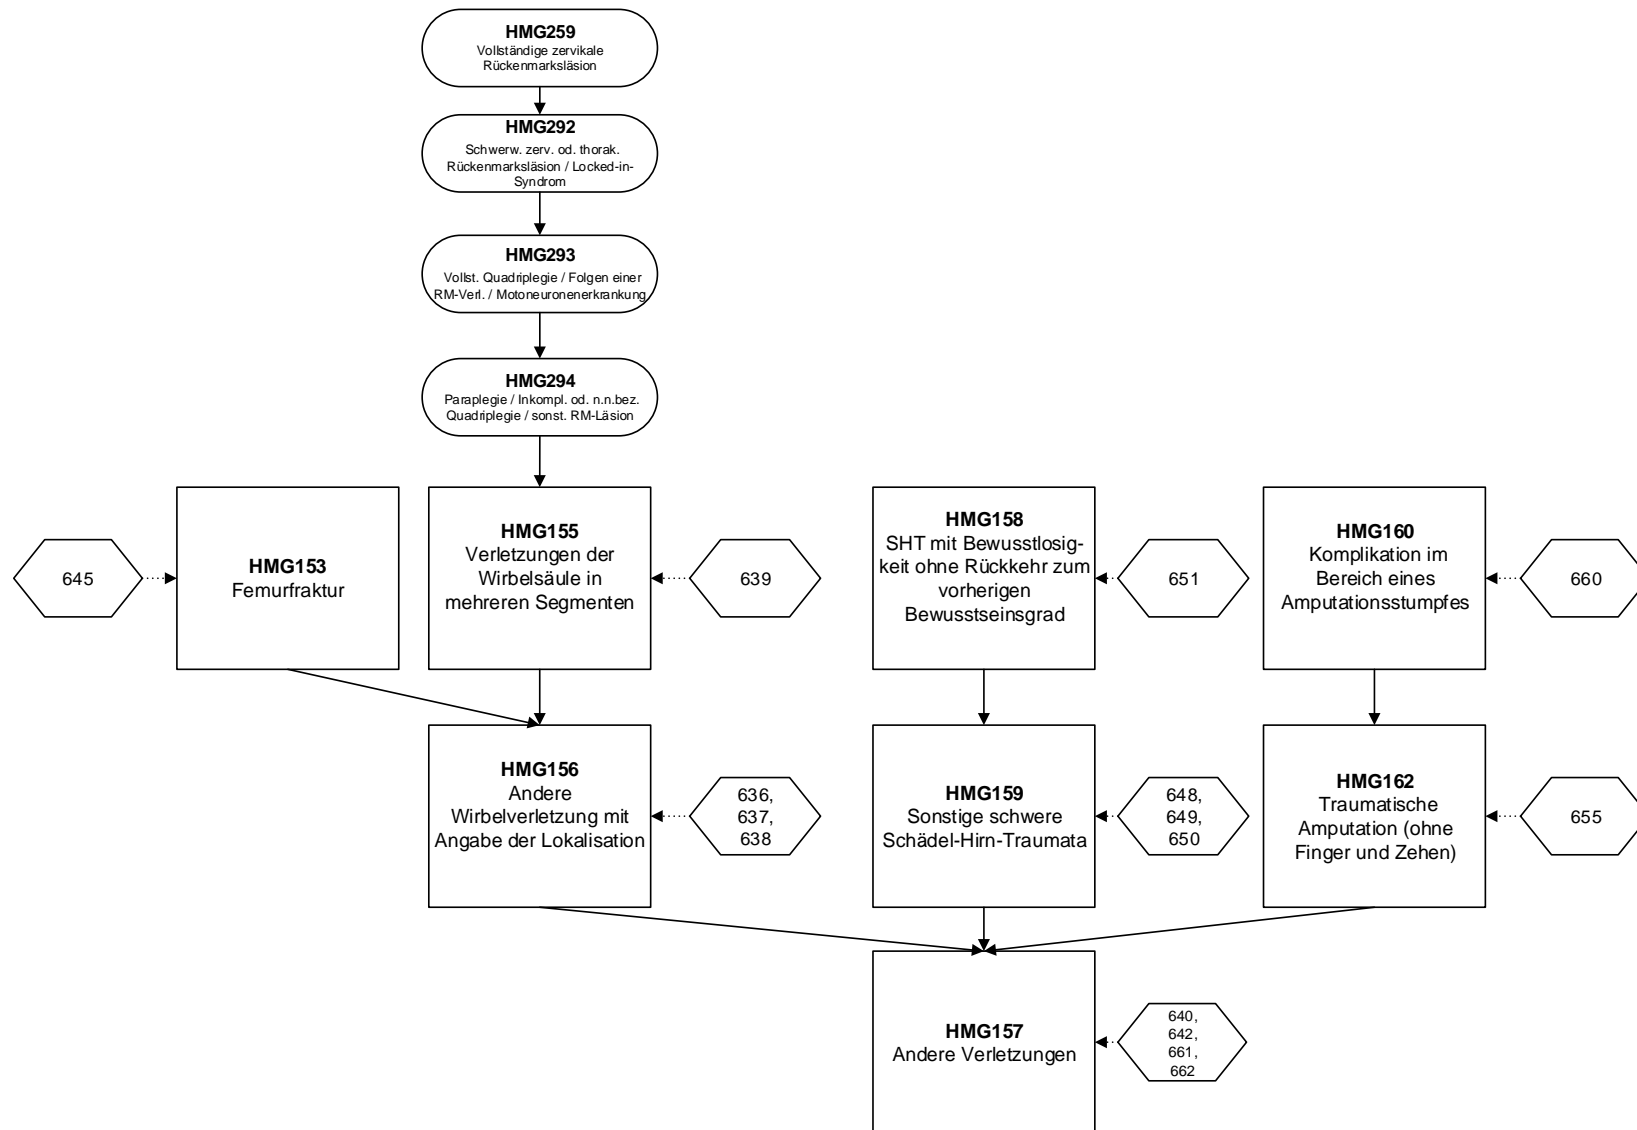 HMG259
Vollständige zervikale
Rückenmarksläsion
HMG292
Schwerw. zerv. od. thorak.
Rückenmarksläsion / Locked-in-
Syndrom
HMG293
Vollst. Quadriplegie / Folgen einer
RM-Verl. / Motoneuronenerkrankung
HMG294
Paraplegie / Inkompl. od. n.n.bez.
Quadriplegie / sonst. RM-Läsion
645
HMG153
Femurfraktur
HMG155
Verletzungen der
Wirbelsäule in
mehreren Segmenten
639
HMG158
SHT mit Bewusstlosig-
keit ohne Rückkehr zum
vorherigen
Bewusstseinsgrad
651
HMG160
Komplikation im
Bereich eines
Amputationsstumpfes
660
HMG156
Andere
Wirbelverletzung mit
Angabe der Lokalisation
636,
637,
638
HMG159
Sonstige schwere
Schädel-Hirn-Traumata
648,
649,
650
HMG162
Traumatische
Amputation (ohne
Finger und Zehen)
655
HMG157
Andere Verletzungen
640,
642,
661,
662